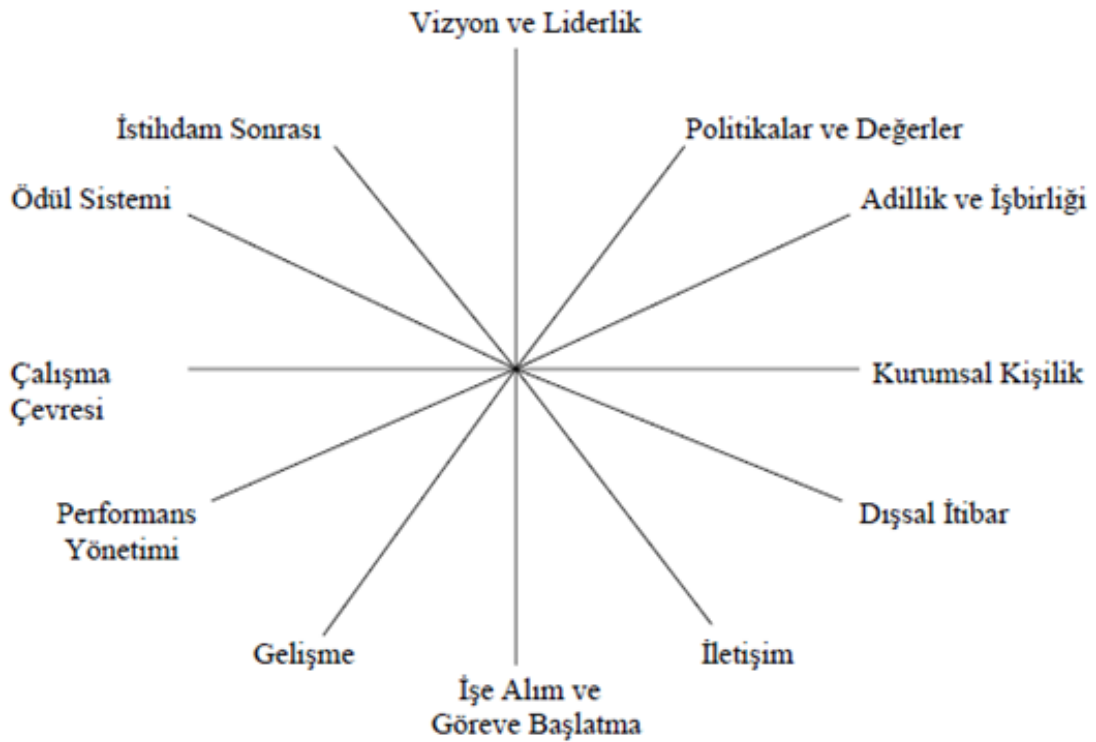 Vizyon ve Liderlik
İstihdam Sonrası
Politikalar ve Değerler
Ödül Sistemi
Adillik ve İşbirliği
Çalışma
Çevresi
Kurumsal Kişilik
Performans
Yönetimi
Dışsal İtibar
Gelişme
İletişim
İşe Alım ve
Göreve Başlatma